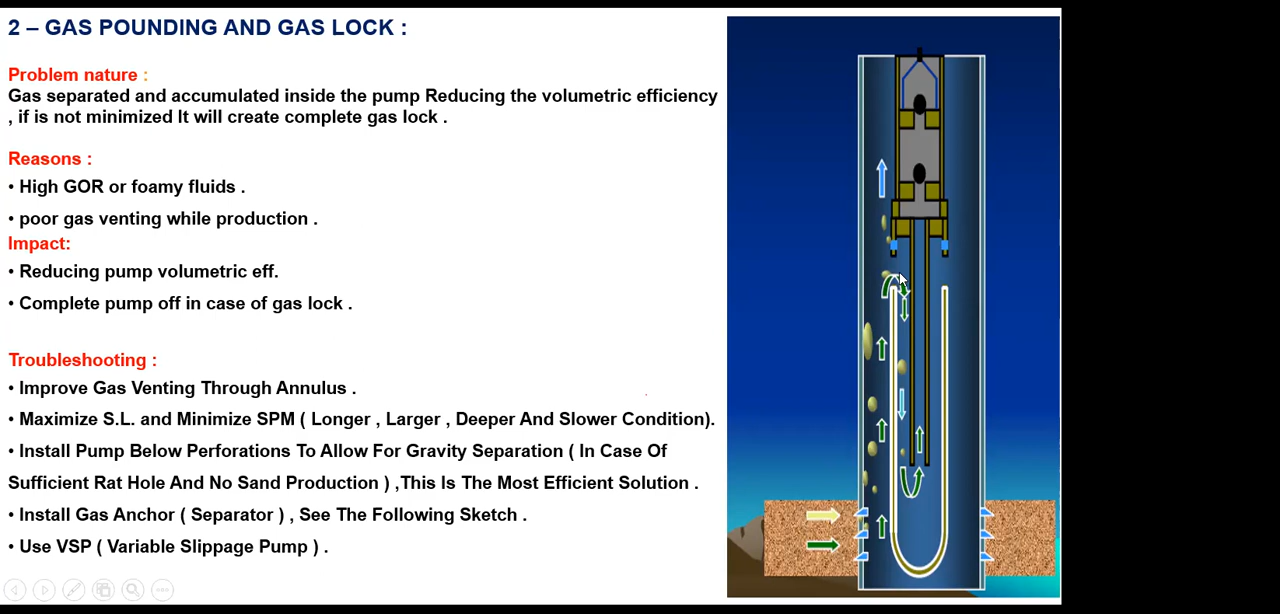 2 – GAS POUNDING AND GAS LOCK :
Problem nature :
Gas separated and accumulated inside the pump Reducing the volumetric efficiency
, if is not minimized It will create complete gas lock .
Reasons :
• High GOR or foamy fluids .
• poor gas venting while production .
Impact:
• Reducing pump volumetric eff.
• Complete pump off in case of gas lock .
Troubleshooting :
• Improve Gas Venting Through Annulus .
• Maximize S.L. and Minimize SPM ( Longer , Larger , Deeper And Slower Condition).
• Install Pump Below Perforations To Allow For Gravity Separation ( In Case Of
Sufficient Rat Hole And No Sand Production ) ,This Is The Most Efficient Solution .
• Install Gas Anchor ( Separator ) , See The Following Sketch .
• Use VSP ( Variable Slippage Pump ) .